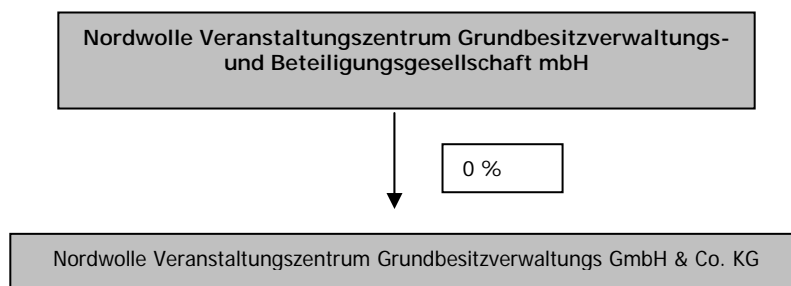 Nordwolle Veranstaltungszentrum Grundbesitzverwaltungs-
und Beteiligungsgesellschaft mbH
0 %
Nordwolle Veranstaltungszentrum Grundbesitzverwaltungs GmbH & Co. KG